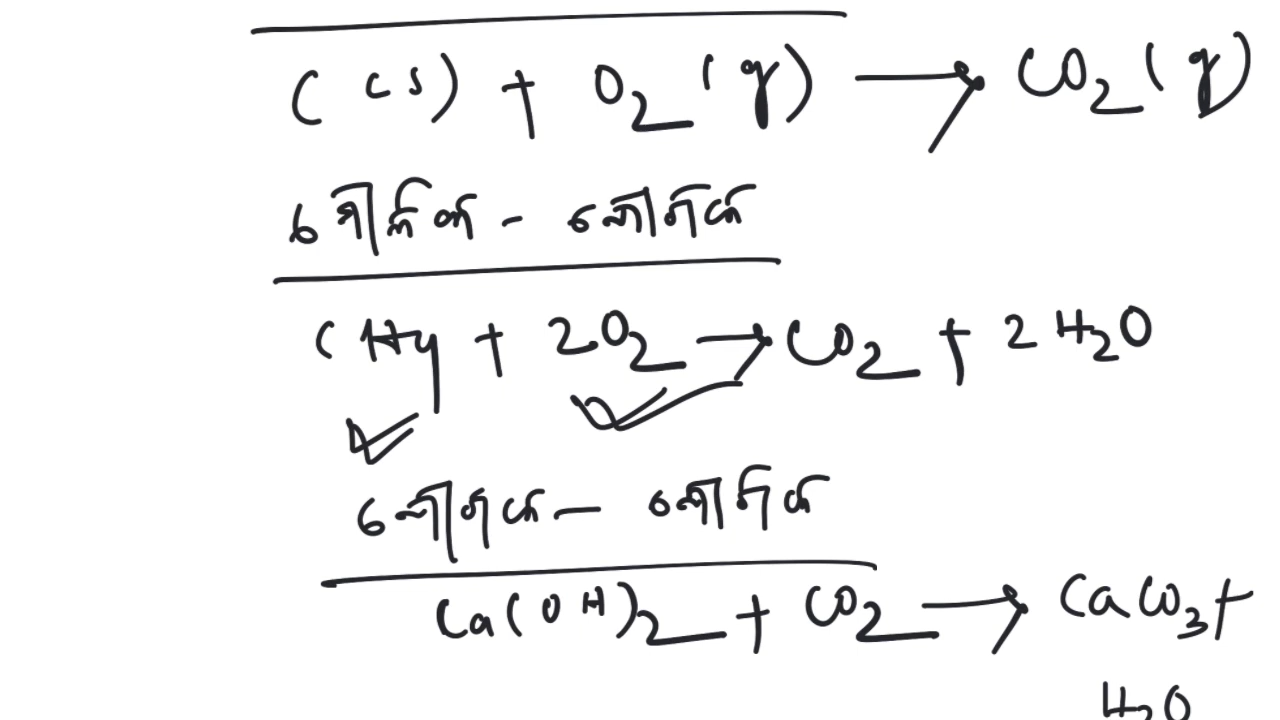 C (s) + O2 (g) → CO2 (g)
মৌলিক - যৌগিক
CH4 + 2O2 → CO2 + 2H2O
যৌগিক - যৌগিক
Ca(OH)2 + CO2 → CaCO3 +
H2O